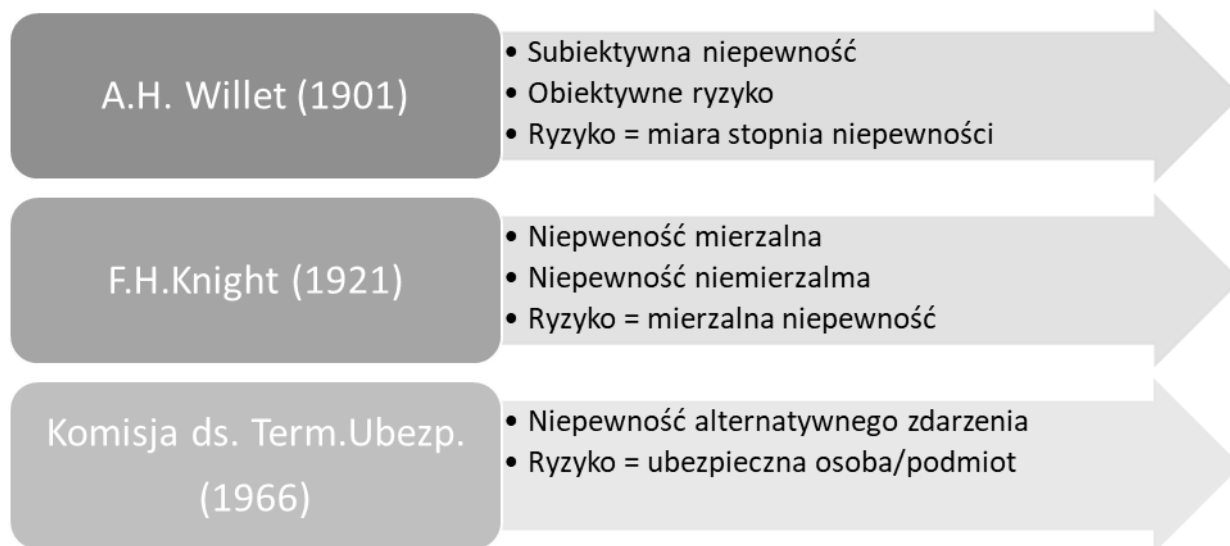 A.H. Willet (1901)
• Subiektywna niepewność
• Obiektywne ryzyko
• Ryzyko = miara stopnia niepewności
F.H.Knight (1921)
• Niepweność mierzalna
• Niepewność niemierzalma
• Ryzyko = mierzalna niepewność
Komisja ds. Term.Ubezp.
(1966)
• Niepewność alternatywnego zdarzenia
• Ryzyko = ubezpieczna osoba/podmiot